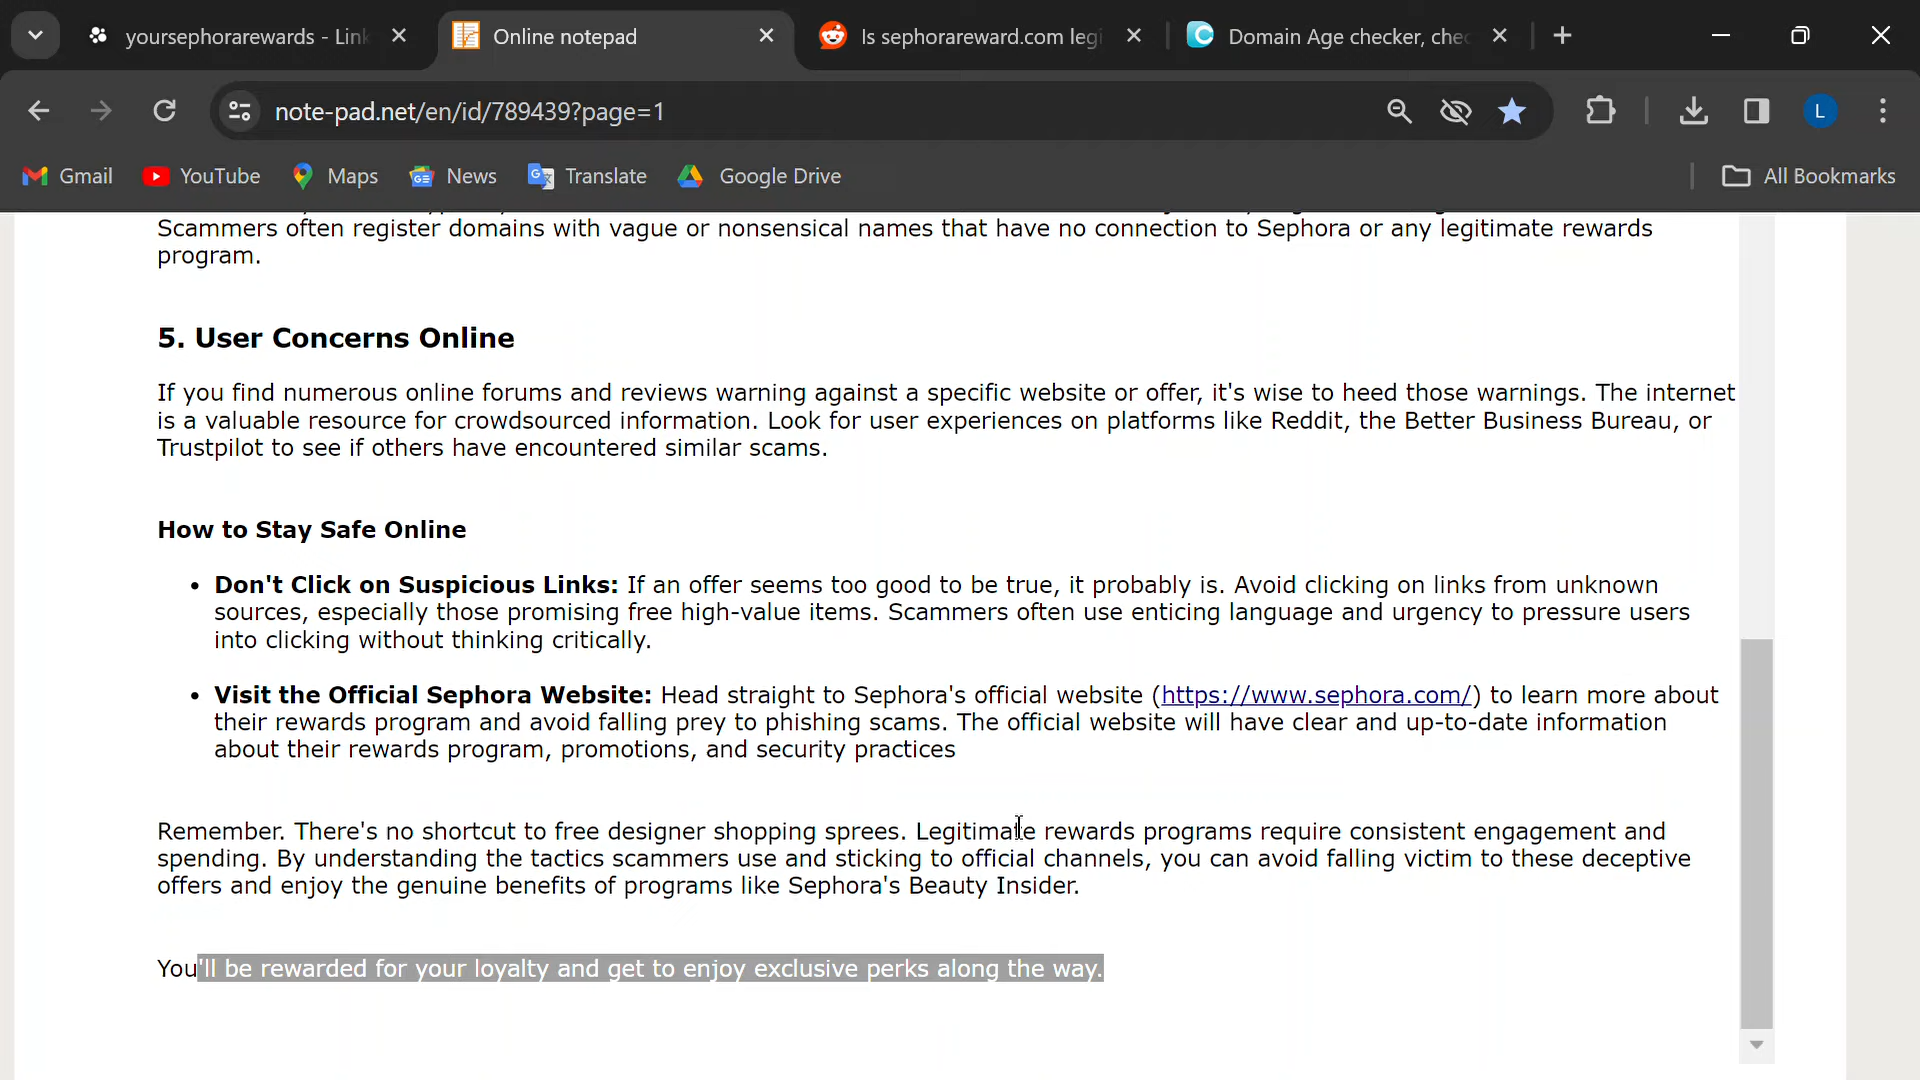 yoursephorarewards - Link
Online notepad
Is sephorareward.com legi
Domain Age checker, chec
note-pad.net/en/id/789439?page=1
L
Gmail
YouTube
Maps
News
Translate
Google Drive
All Bookmarks
Scammers often register domains with vague or nonsensical names that have no connection to Sephora or any legitimate rewards
program.
5. User Concerns Online
If you find numerous online forums and reviews warning against a specific website or offer, it's wise to heed those warnings. The internet
is a valuable resource for crowdsourced information. Look for user experiences on platforms like Reddit, the Better Business Bureau, or
Trustpilot to see if others have encountered similar scams.
How to Stay Safe Online
• Don't Click on Suspicious Links: If an offer seems too good to be true, it probably is. Avoid clicking on links from unknown
sources, especially those promising free high-value items. Scammers often use enticing language and urgency to pressure users
into clicking without thinking critically.
• Visit the Official Sephora Website: Head straight to Sephora's official website (https://www.sephora.com/) to learn more about
their rewards program and avoid falling prey to phishing scams. The official website will have clear and up-to-date information
about their rewards program, promotions, and security practices
Remember. There's no shortcut to free designer shopping sprees. Legitimate rewards programs require consistent engagement and
spending. By understanding the tactics scammers use and sticking to official channels, you can avoid falling victim to these deceptive
offers and enjoy the genuine benefits of programs like Sephora's Beauty Insider.
You'll be rewarded for your loyalty and get to enjoy exclusive perks along the way.